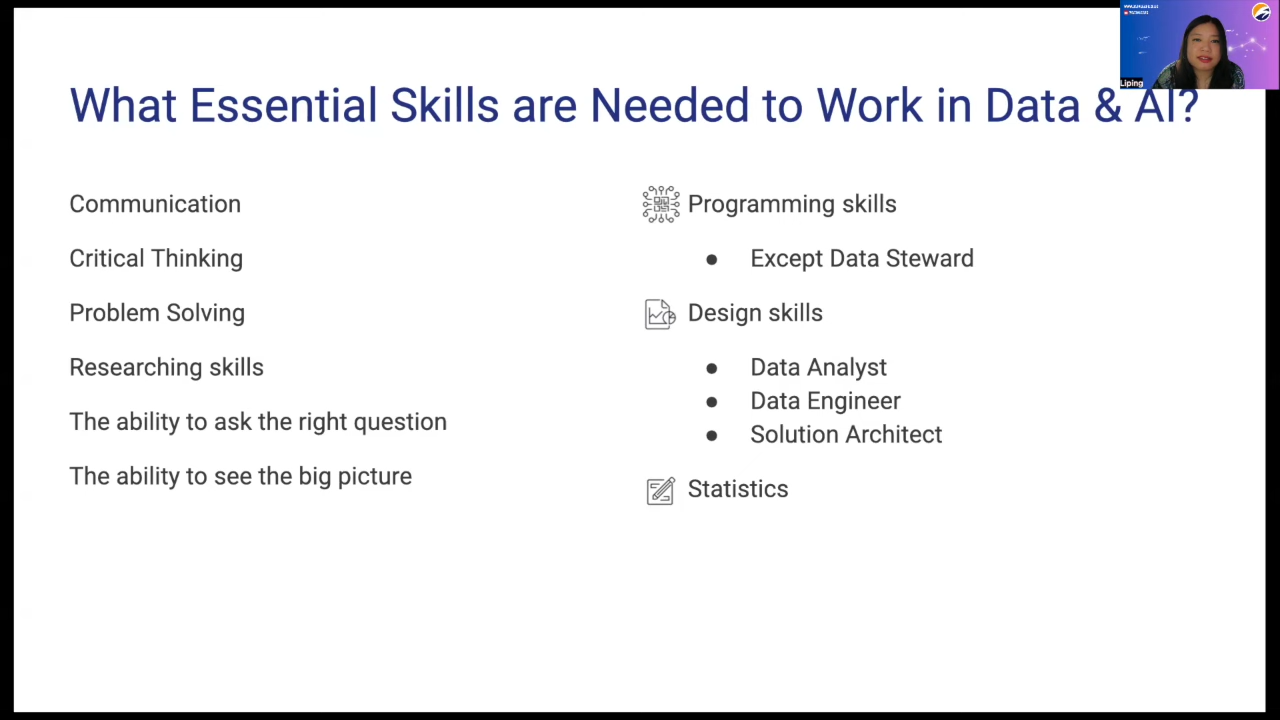 What Essential Skills are Needed to Work in Data & AI?
Communication
Critical Thinking
Problem Solving
Researching skills
The ability to ask the right question
The ability to see the big picture
Programming skills
● Except Data Steward
Design skills
● Data Analyst
● Data Engineer
● Solution Architect
Statistics
Liping